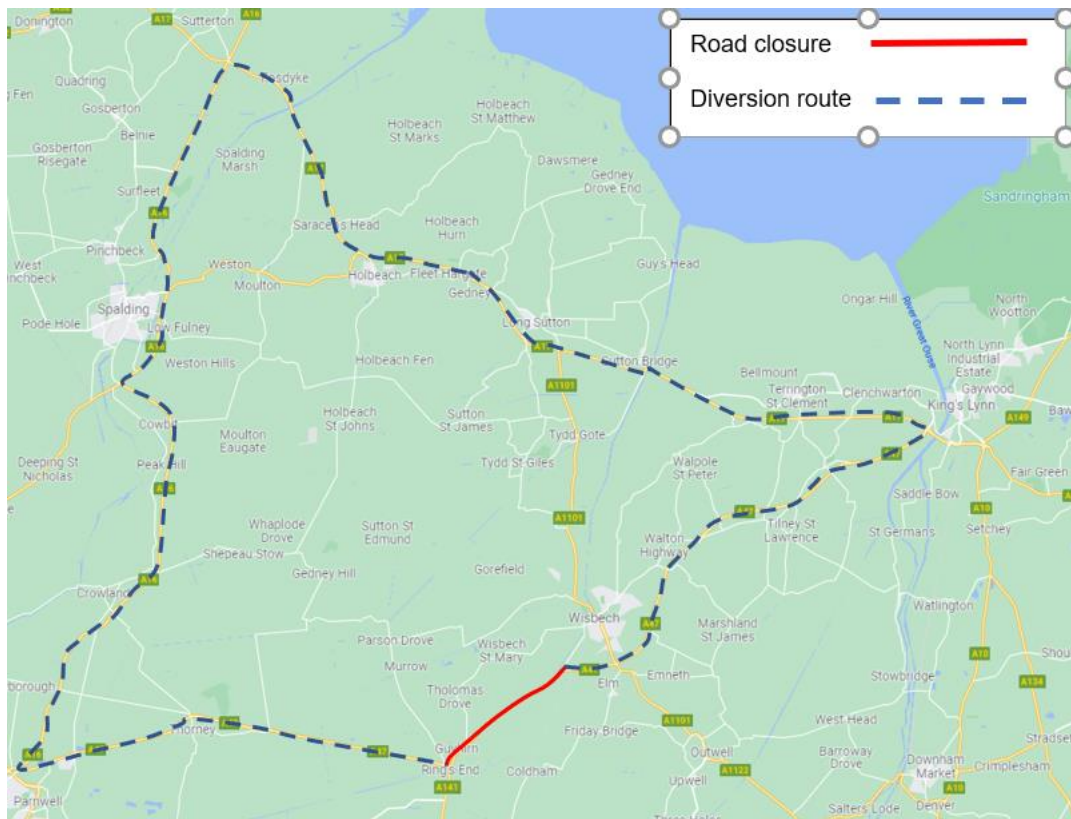 Donington
A17
Sutterton
A16
Road closure
Diversion route
Quadring
Fosdyke
Gosberton
Belnie
Gosberton
Risegate
Spalding
Marsh
Holbeach
St Matthew
Holbeach
St Marks
Dawsmere
Gedney
Drove End
Sandringham
Surfleet
Saracen's Head
Holbeach
Hurn
Pinchbeck
West
Weston
Moulton
Holbeach
Fleet Hargate
Gedney
Guy's Head
Ongar Hill
River Great Ouse
North
Wootton
Spalding
Pode Hole
Low Fulney
Weston Hills
Long Sutton
Sutton Bridge
Holbeach Fen
A1101
Bellmount
Terrington
St Clement
Clenchwarton
North Lynn
Industrial
Estate
Gaywood
King's Lynn
A149
Cowbit
Moulton
Eaugate
Holbeach
St Johns
Sutton
St James
Tydd Gote
Tydd St Giles
Deeping St
Nicholas
Peak Hill
Walpole
St Peter
Saddle Bow
Fair Green
A10
Setchey
A1101
Whaplode
Drove
Sutton St
Edmund
Shepeau Stow
Gedney Hill
Gorefield
Walton
Highway
Tilney St
Lawrence
St Germans
Crowland
A16
Wisbech
Watlington
Parson Drove
Wisbech
St Mary
Marshland
St James
Murrow
Tholomas
Drove
Elm
Emneth
A10
A134
Stowbridge
Thorney
Friday Bridge
A1101
West Head
Guyhirn
Ring's End
A141
Coldham
Outwell
Upwell
A1122
Barroway
Drove
Downham
Market
Crimplesham
A10
Salters Lode
Denver